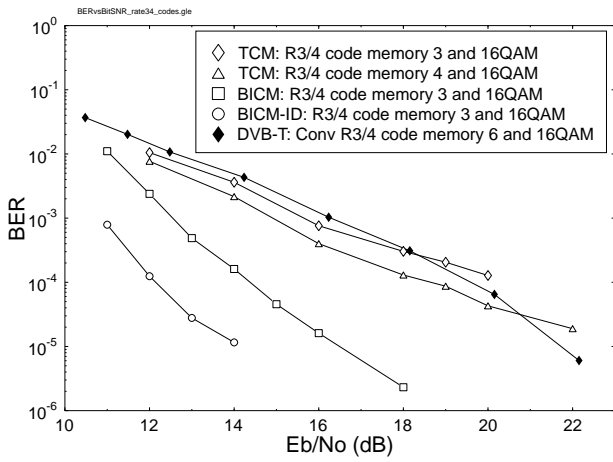 BERvsBitSNR_rate34_codes.gle
10^0
10^-1
10^-2
10^-3
10^-4
10^-5
10^-6
BER
TCM: R3/4 code memory 3 and 16QAM
TCM: R3/4 code memory 4 and 16QAM
BICM: R3/4 code memory 3 and 16QAM
BICM-ID: R3/4 code memory 3 and 16QAM
DVB-T: Conv R3/4 code memory 6 and 16QAM
10 12 14 16 18 20 22
Eb/No (dB)